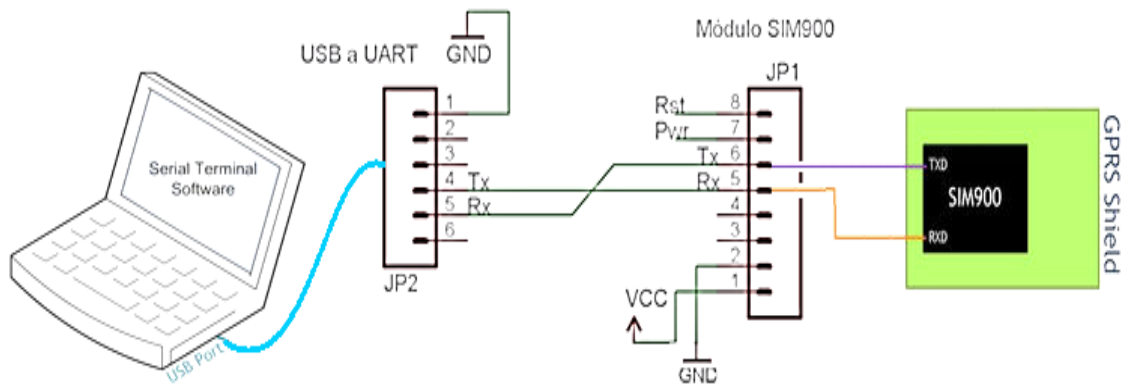 USB a UART
GND
Módulo SIM900
JP1
JP2
Serial Terminal
Software
USB Port
1
2
3
4
5
6
Tx
Rx
Rst
Pwr
Tx
Rx
8
7
6
5
4
3
2
1
VCC
GND
TXD
SIM900
RXD
GPRS Shield